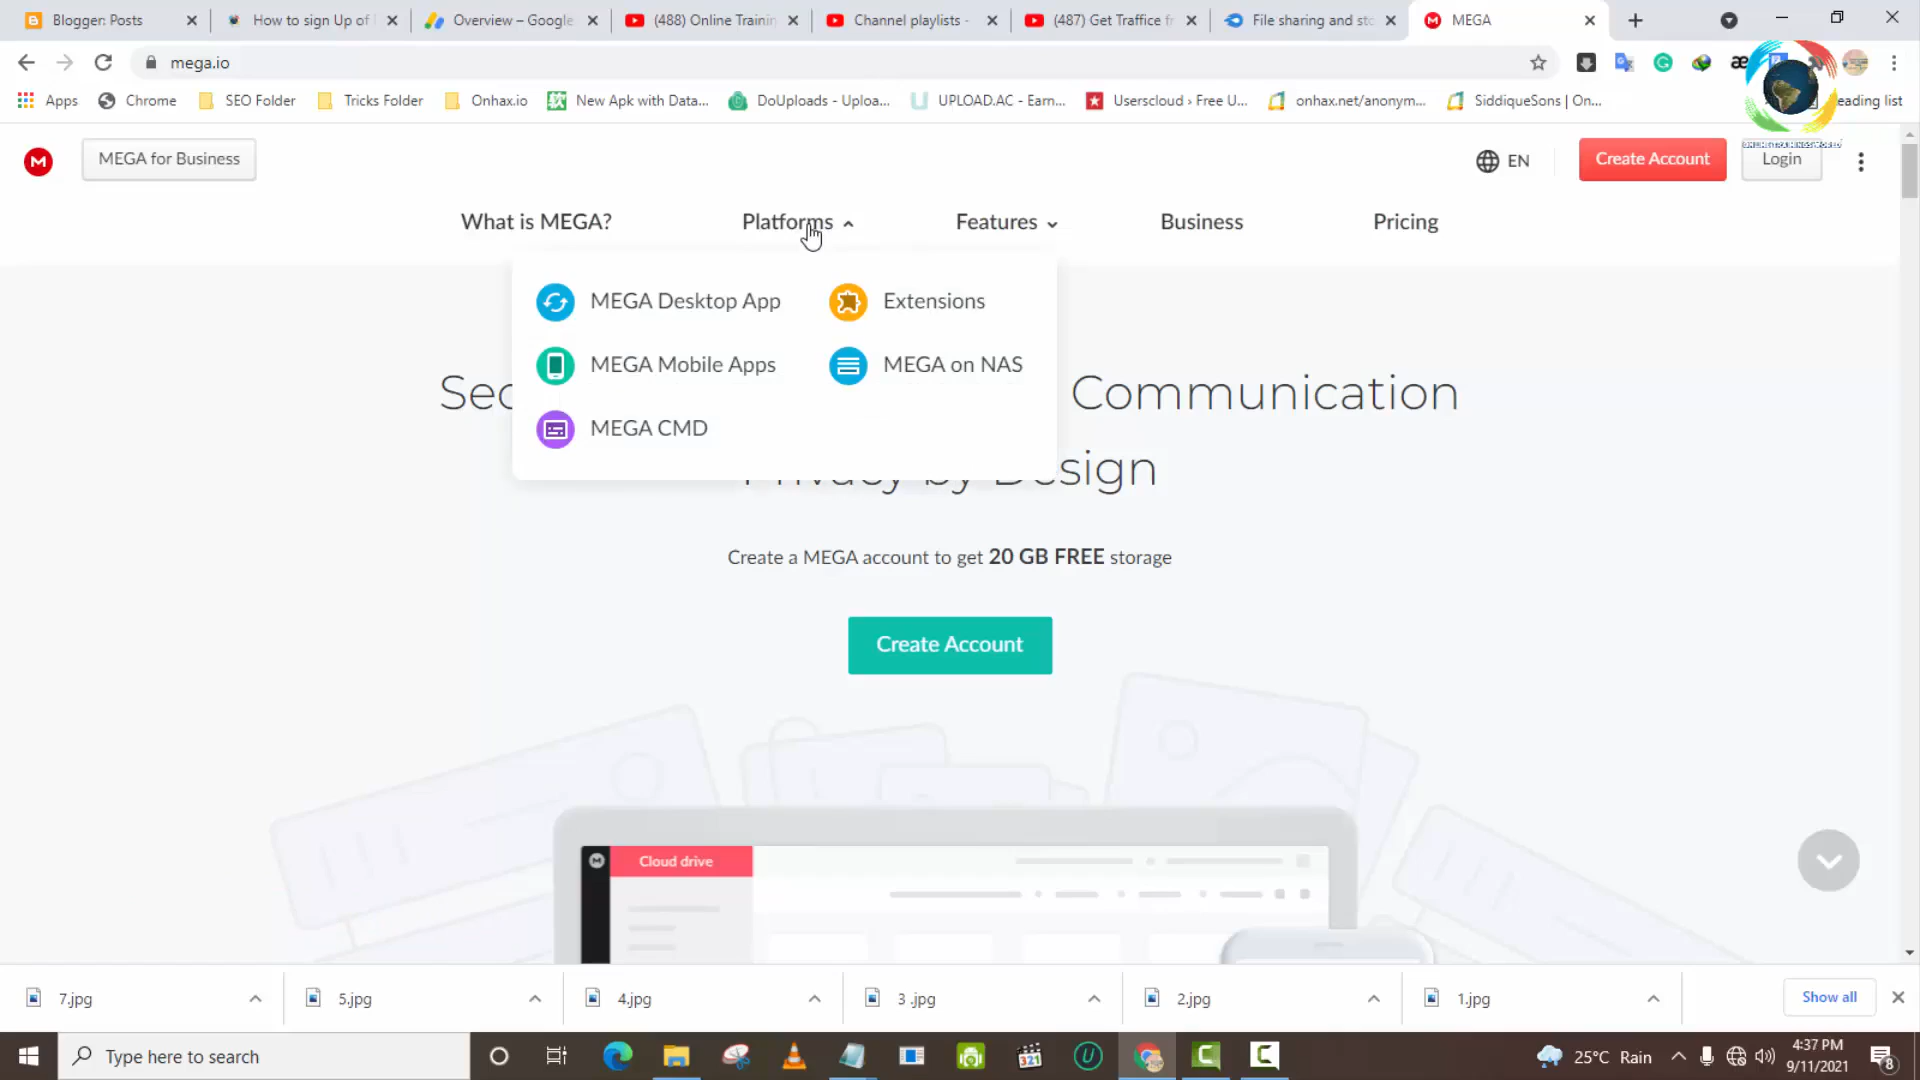 Blogger: Posts
How to sign Up of
Overview – Google
(488) Online Trainin
Channel playlists -
(487) Get Traffice fr
File sharing and sto
MEGA
mega.io
Apps
Chrome
SEO Folder
Tricks Folder
Onhax.io
New Apk with Data...
DoUploads - Uploa...
UPLOAD.AC - Earn...
Userscloud › Free U...
onhax.net/anonym...
SiddiqueSons | On...
eading list
MEGA for Business
EN
Create Account
Login
What is MEGA?
Platforms
Features
Business
Pricing
MEGA Desktop App
Extensions
MEGA Mobile Apps
MEGA on NAS
MEGA CMD
Communication
Privacy by Design
Create a MEGA account to get 20 GB FREE storage
Create Account
Cloud drive
7.jpg
5.jpg
4.jpg
3 .jpg
2.jpg
1.jpg
Show all
Type here to search
25°C Rain
4:37 PM
9/11/2021
8